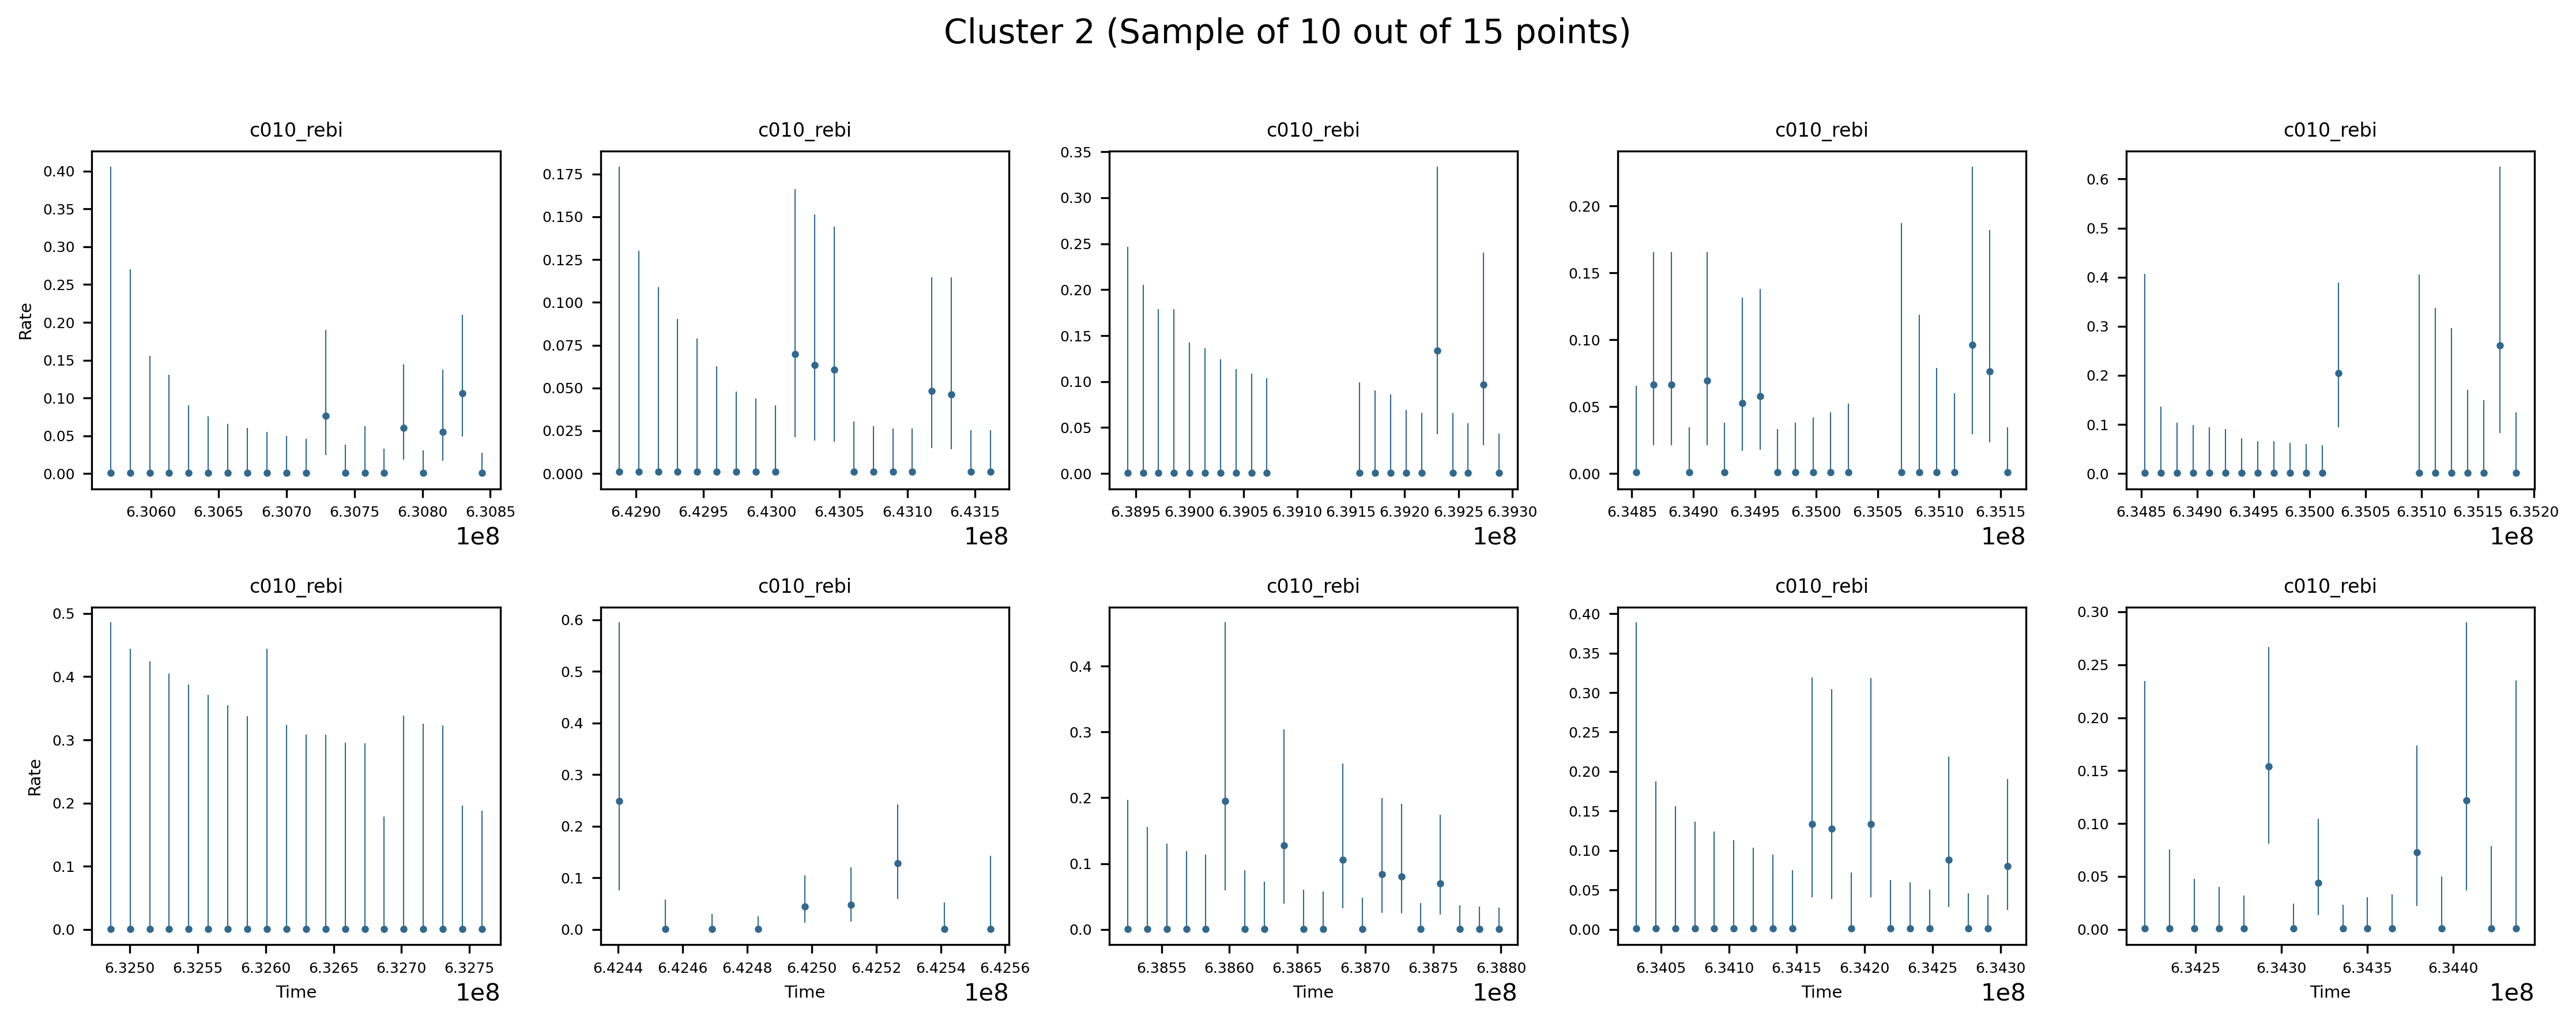 Cluster 2 (Sample of 10 out of 15 points)
c010_rebi c010_rebi c010_rebi c010_rebi c010_rebi
Rate
0.40
0.35
0.30
0.25
0.20
0.15
0.10
0.05
0.00
6.3060 6.3065 6.3070 6.3075 6.3080 6.3085
1e8
0.175
0.150
0.125
0.100
0.075
0.050
0.025
0.000
6.4290 6.4295 6.4300 6.4305 6.4310 6.4315
1e8
0.35
0.30
0.25
0.20
0.15
0.10
0.05
0.00
6.3895 6.3900 6.3905 6.3910 6.3915 6.3920 6.3925 6.3930
1e8
0.20
0.15
0.10
0.05
0.00
6.3485 6.3490 6.3495 6.3500 6.3505 6.3510 6.3515
1e8
0.6
0.5
0.4
0.3
0.2
0.1
0.0
6.3485 6.3490 6.3495 6.3500 6.3505 6.3510 6.3515 6.3520
1e8
c010_rebi c010_rebi c010_rebi c010_rebi c010_rebi
Rate
0.5
0.4
0.3
0.2
0.1
0.0
6.3250 6.3255 6.3260 6.3265 6.3270 6.3275
Time
1e8
0.6
0.5
0.4
0.3
0.2
0.1
0.0
6.4244 6.4246 6.4248 6.4250 6.4252 6.4254 6.4256
Time
1e8
0.4
0.3
0.2
0.1
0.0
6.3855 6.3860 6.3865 6.3870 6.3875 6.3880
Time
1e8
0.40
0.35
0.30
0.25
0.20
0.15
0.10
0.05
0.00
6.3405 6.3410 6.3415 6.3420 6.3425 6.3430
Time
1e8
0.30
0.25
0.20
0.15
0.10
0.05
0.00
6.3425 6.3430 6.3435 6.3440
Time
1e8